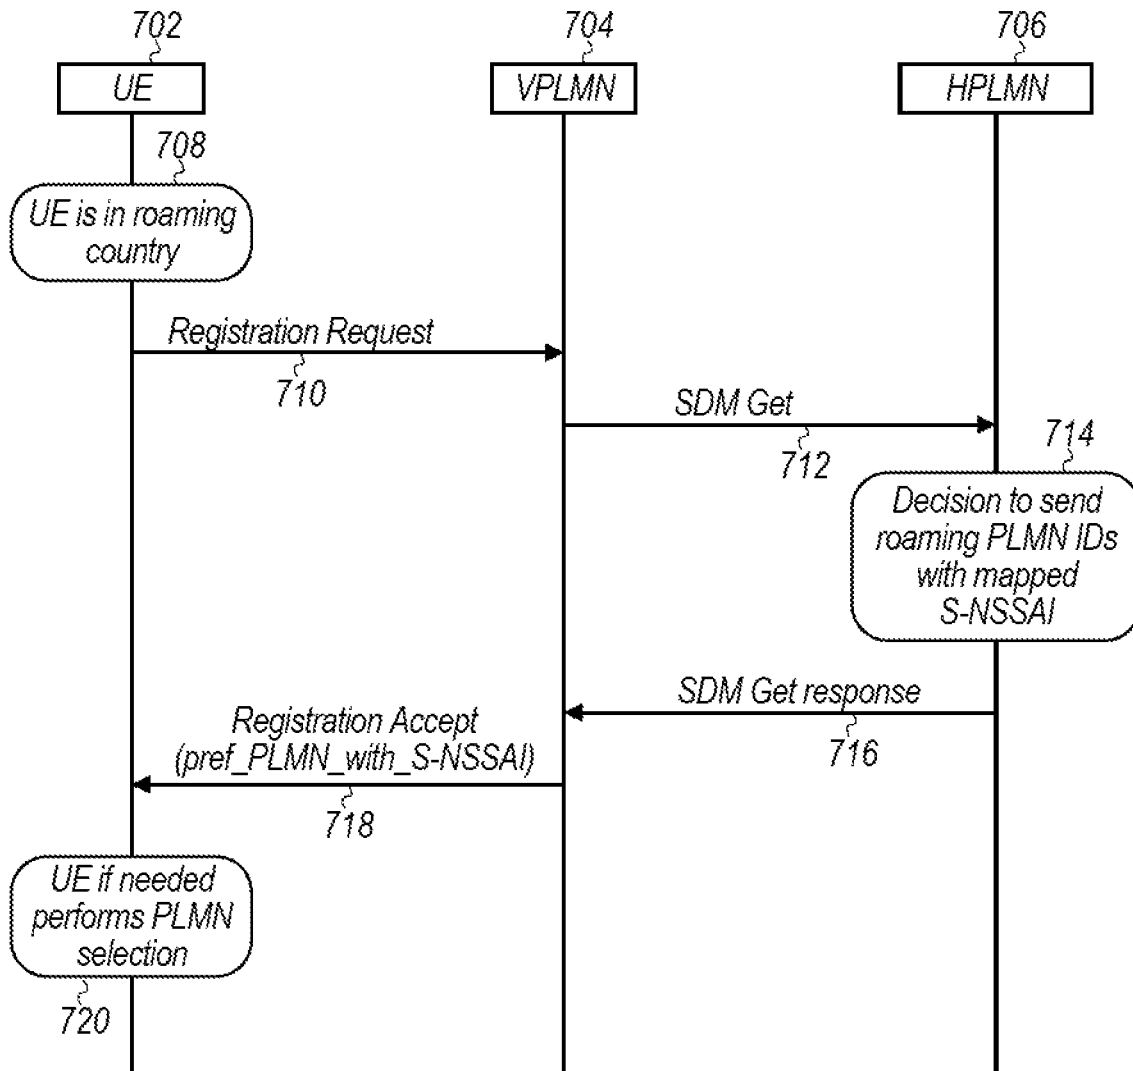 702
704
706
UE
VPLMN
HPLMN
708
UE is in roaming
country
Registration Request
710
SDM Get
712
714
Decision to send
roaming PLMN IDs
with mapped
S-NSSAI
SDM Get response
716
Registration Accept
(pref_PLMN_with_S-NSSAI)
718
UE if needed
performs PLMN
selection
720